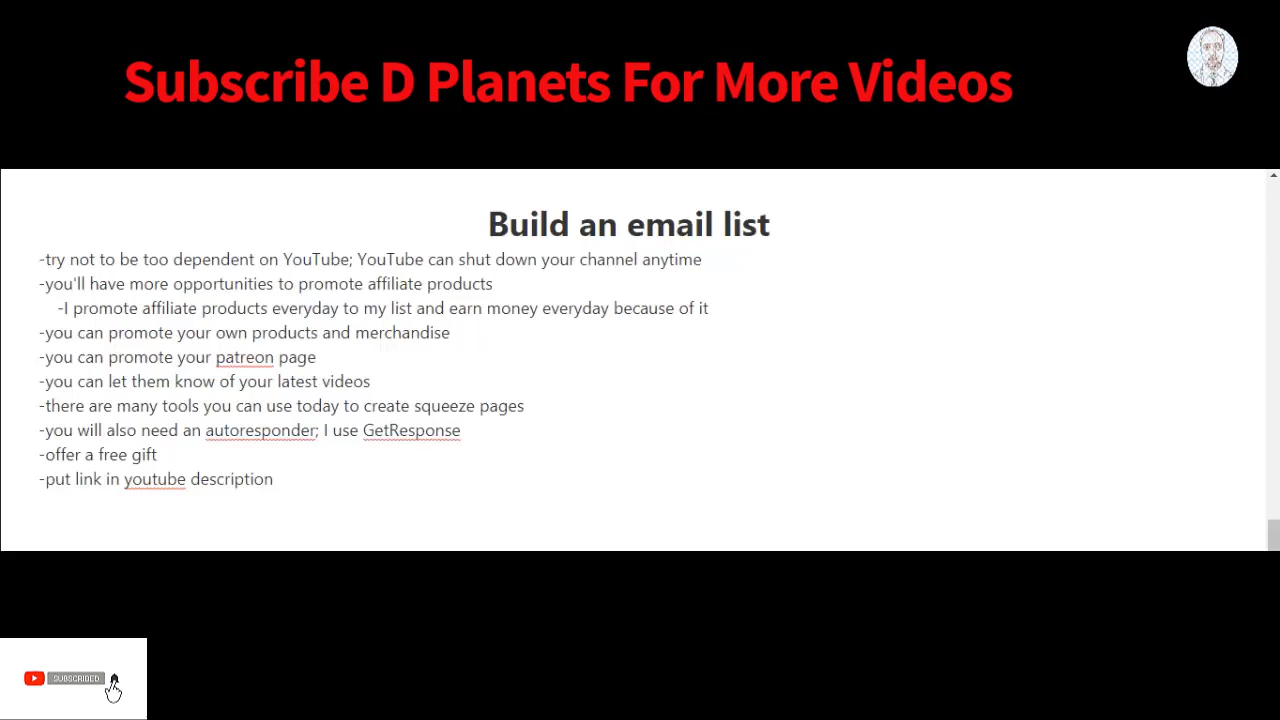 Subscribe D Planets For More Videos
Build an email list
-try not to be too dependent on YouTube; YouTube can shut down your channel anytime
-you'll have more opportunities to promote affiliate products
-I promote affiliate products everyday to my list and earn money everyday because of it
-you can promote your own products and merchandise
-you can promote your patreon page
-you can let them know of your latest videos
-there are many tools you can use today to create squeeze pages
-you will also need an autoresponder; I use GetResponse
-offer a free gift
-put link in youtube description
SUBSCRIBED